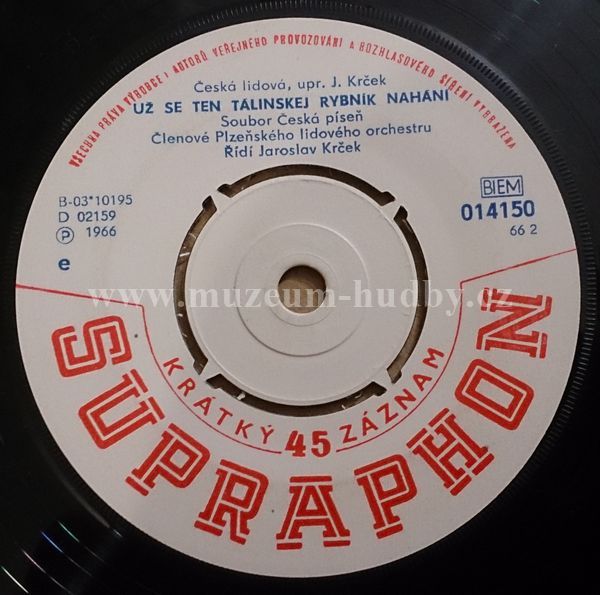 VŠECHNA PRÁVA VÝROBCE I AUTORŮ VEŘEJNÉHO PROVOZOVÁNÍ A ROZHLASOVÉHO ŠÍŘENÍ VYHRAŽENA
Česká lidová, upr. J. Krček
UŽ SE TEN TÁLINSKEJ RYBNÍK NAHÁNÍ
Soubor Česká píseň
Členové Plzeňského lidového orchestru
Řídí Jaroslav Krček
B-03*10195
D 02159
Ⓟ 1966
e
BIEM
014150
66 2
www.muzeum-hudby.cz
KRÁTKÝ 45 ZÁZNAM
SUPRAPHON